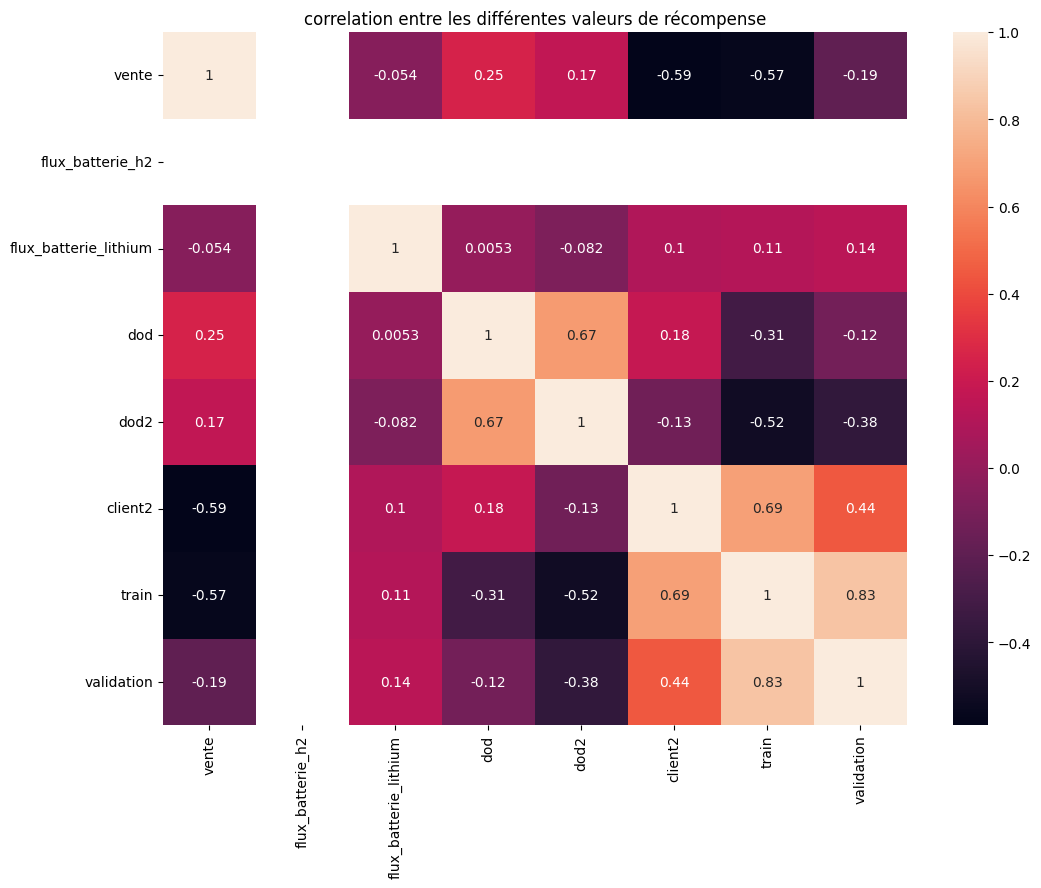 correlation entre les différentes valeurs de récompense
vente 1 -0.054 0.25 0.17 -0.59 -0.57 -0.19
flux_batterie_h2
flux_batterie_lithium -0.054 1 0.0053 -0.082 0.1 0.11 0.14
dod 0.25 0.0053 1 0.67 0.18 -0.31 -0.12
dod2 0.17 -0.082 0.67 1 -0.13 -0.52 -0.38
client2 -0.59 0.1 0.18 -0.13 1 0.69 0.44
train -0.57 0.11 -0.31 -0.52 0.69 1 0.83
validation -0.19 0.14 -0.12 -0.38 0.44 0.83 1
vente
flux_batterie_h2
flux_batterie_lithium
dod
dod2
client2
train
validation
1.0
0.8
0.6
0.4
0.2
0.0
−0.2
−0.4